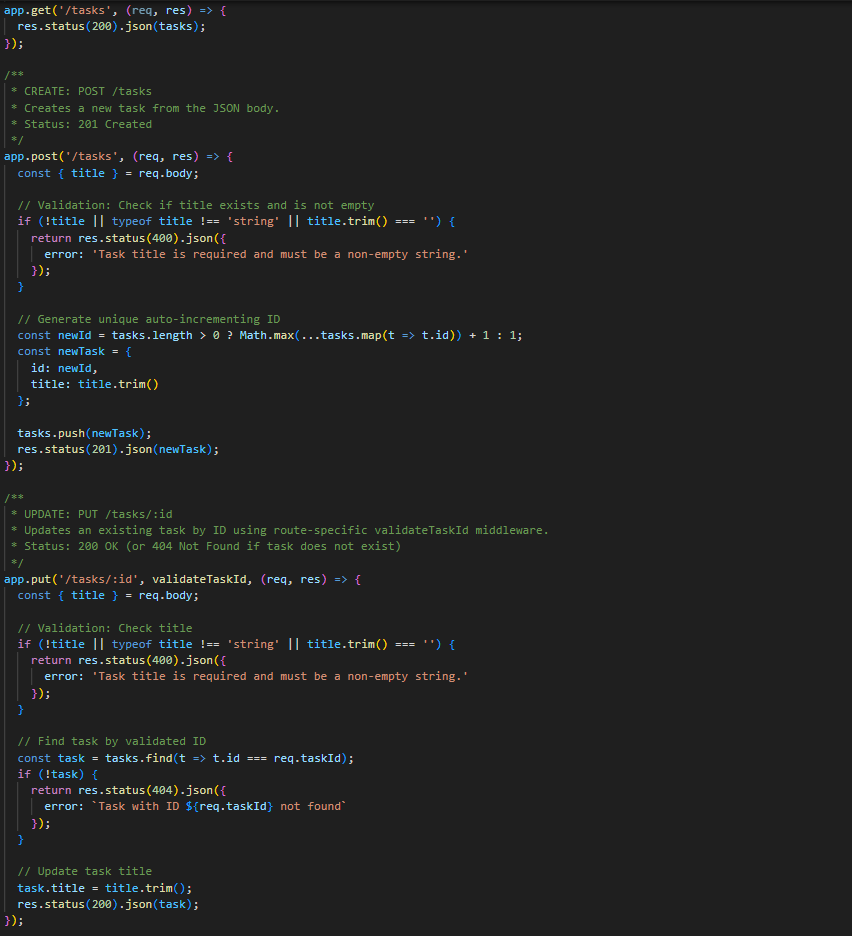 app.get('/tasks', (req, res) => {
  res.status(200).json(tasks);
});

/**
 * CREATE: POST /tasks
 * Creates a new task from the JSON body.
 * Status: 201 Created
 */
app.post('/tasks', (req, res) => {
  const { title } = req.body;

  // Validation: Check if title exists and is not empty
  if (!title || typeof title !== 'string' || title.trim() === '') {
    return res.status(400).json({
      error: 'Task title is required and must be a non-empty string.'
    });
  }

  // Generate unique auto-incrementing ID
  const newId = tasks.length > 0 ? Math.max(...tasks.map(t => t.id)) + 1 : 1;
  const newTask = {
    id: newId,
    title: title.trim()
  };

  tasks.push(newTask);
  res.status(201).json(newTask);
});

/**
 * UPDATE: PUT /tasks/:id
 * Updates an existing task by ID using route-specific validateTaskId middleware.
 * Status: 200 OK (or 404 Not Found if task does not exist)
 */
app.put('/tasks/:id', validateTaskId, (req, res) => {
  const { title } = req.body;

  // Validation: Check title
  if (!title || typeof title !== 'string' || title.trim() === '') {
    return res.status(400).json({
      error: 'Task title is required and must be a non-empty string.'
    });
  }

  // Find task by validated ID
  const task = tasks.find(t => t.id === req.taskId);
  if (!task) {
    return res.status(404).json({
      error: `Task with ID ${req.taskId} not found`
    });
  }

  // Update task title
  task.title = title.trim();
  res.status(200).json(task);
});